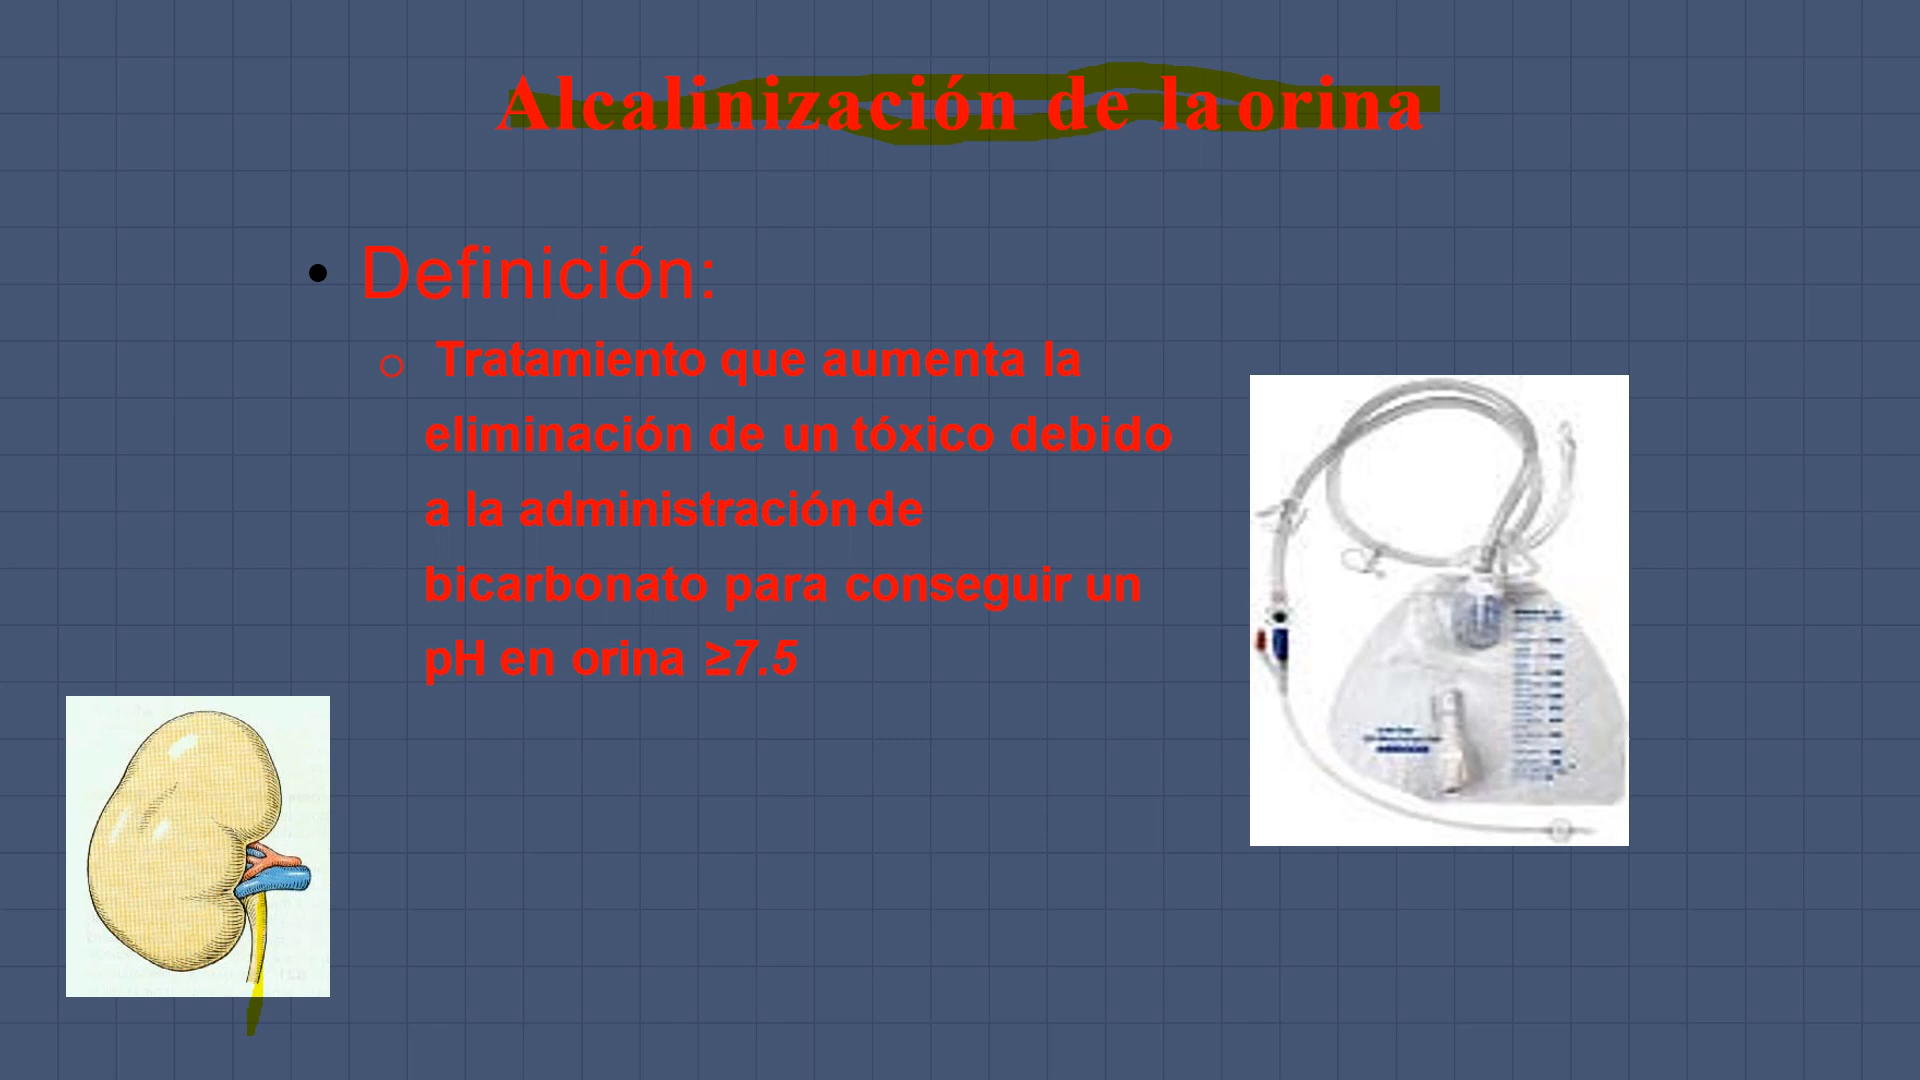 Alcalinización de la orina
• Definición:
o Tratamiento que aumenta la
eliminación de un tóxico debido
a la administración de
bicarbonato para conseguir un
pH en orina ≥7.5